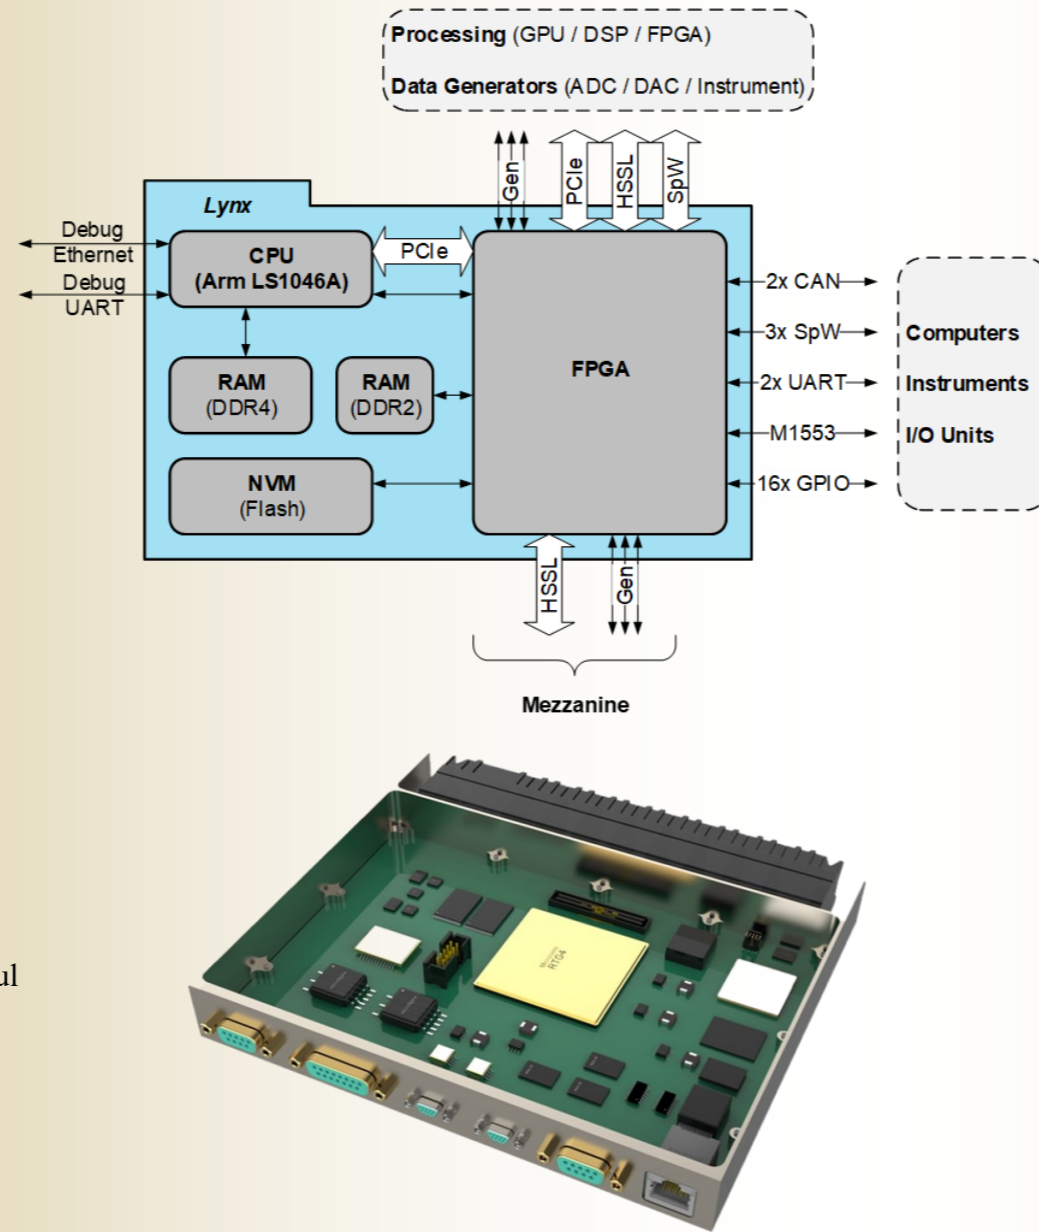 Processing (GPU / DSP / FPGA)
Data Generators (ADC / DAC / Instrument)
Gen
PCIe
HSSL
SpW
Lynx
Debug
Ethernet
Debug
UART
CPU
(Arm LS1046A)
PCIe
RAM
(DDR4)
RAM
(DDR2)
NVM
(Flash)
FPGA
2x CAN
3x SpW
2x UART
M1553
16x GPIO
Computers
Instruments
I/O Units
HSSL
Gen
Mezzanine
RTG4
ul